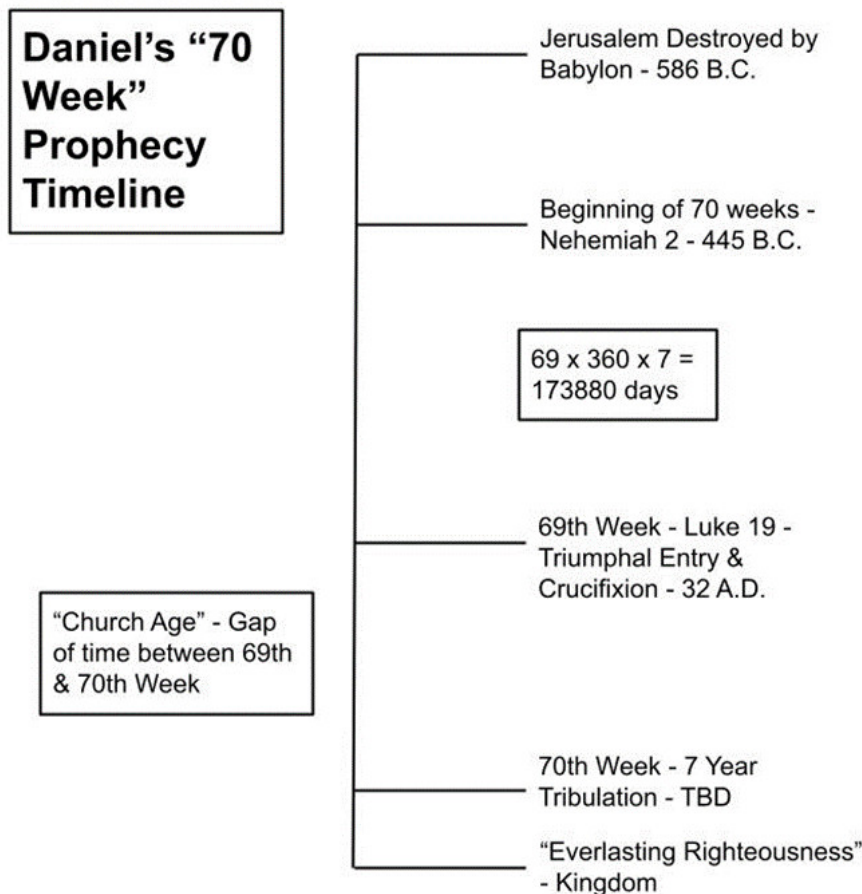 Daniel’s “70
Week”
Prophecy
Timeline
Jerusalem Destroyed by
Babylon - 586 B.C.
Beginning of 70 weeks -
Nehemiah 2 - 445 B.C.
69 x 360 x 7 =
173880 days
69th Week - Luke 19 -
Triumphal Entry &
Crucifixion - 32 A.D.
“Church Age” - Gap
of time between 69th
& 70th Week
70th Week - 7 Year
Tribulation - TBD
“Everlasting Righteousness”
- Kingdom